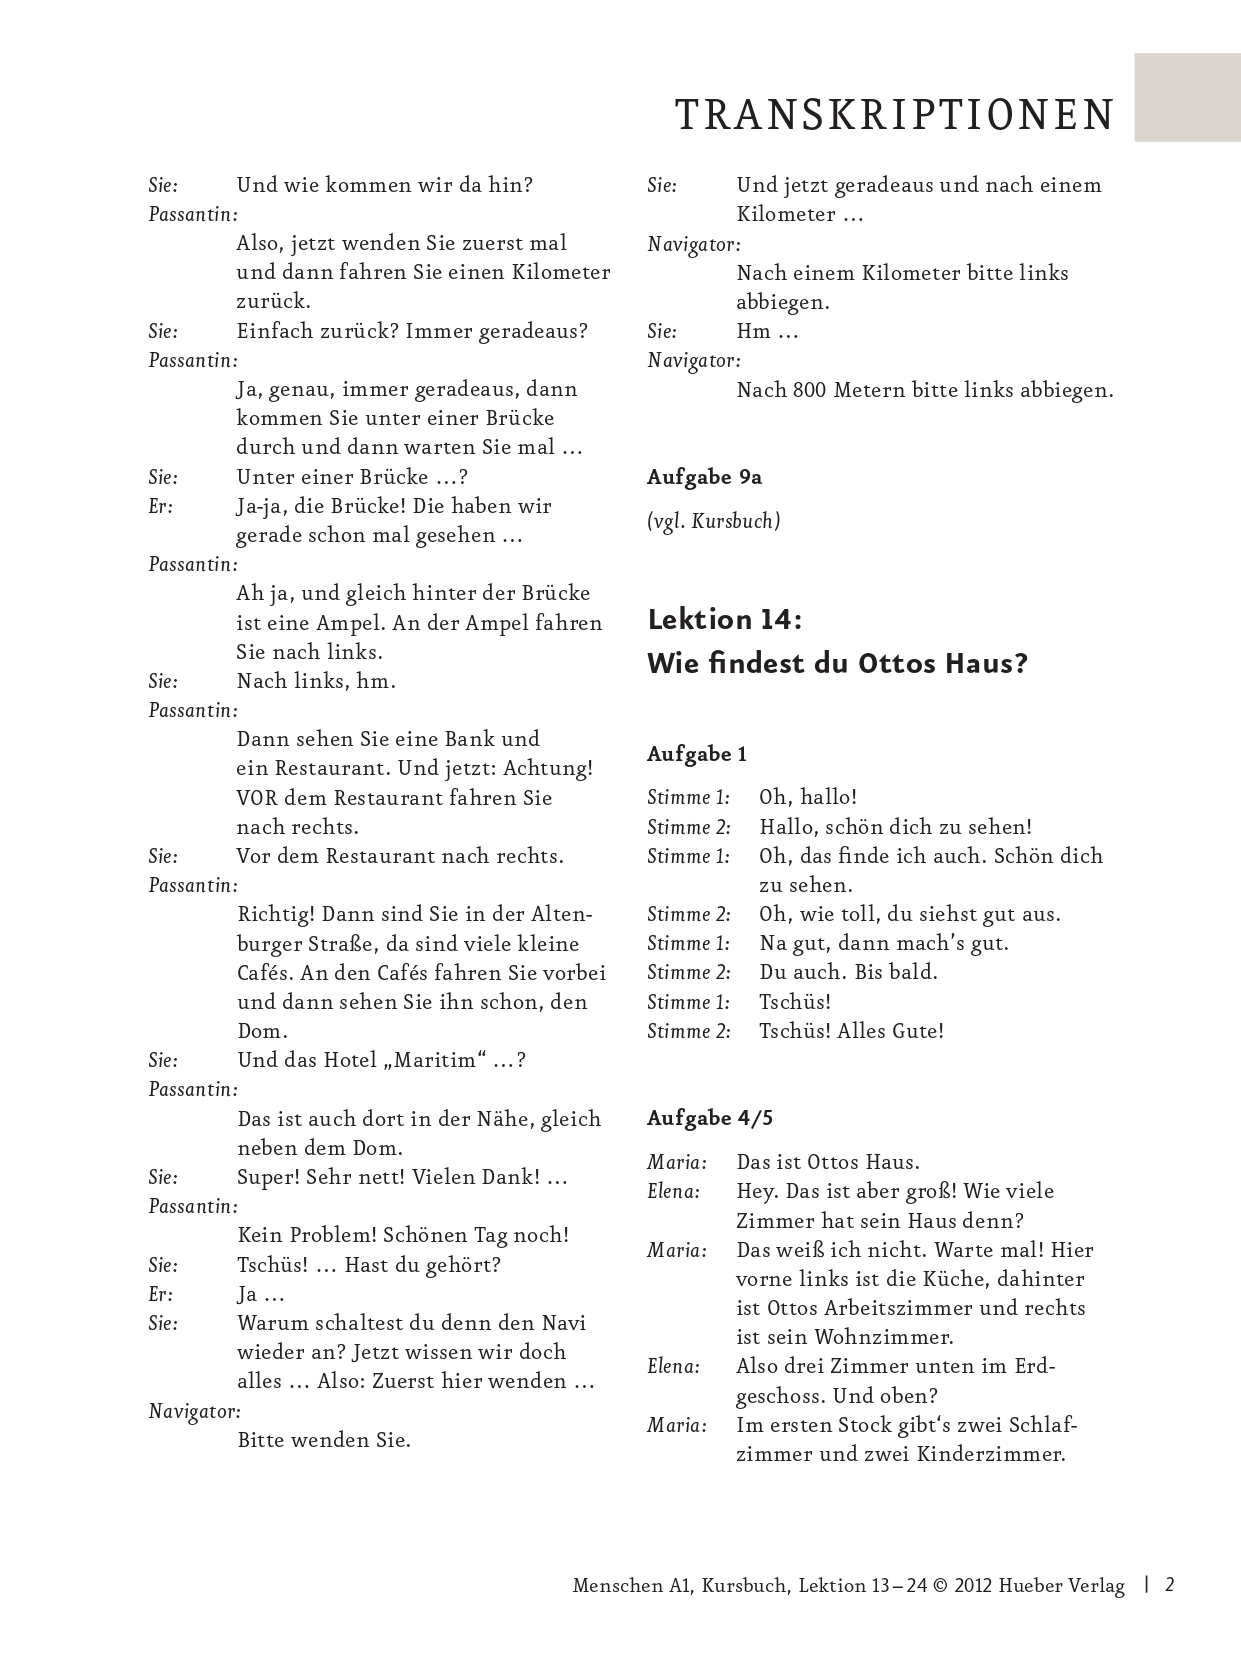 TRANSKRIPTIONEN
Sie: Und wie kommen wir da hin?
Passantin:
Also, jetzt wenden Sie zuerst mal
und dann fahren Sie einen Kilometer
zurück.
Sie: Einfach zurück? Immer geradeaus?
Passantin:
Ja, genau, immer geradeaus, dann
kommen Sie unter einer Brücke
durch und dann warten Sie mal …
Sie: Unter einer Brücke …?
Er: Ja-ja, die Brücke! Die haben wir
gerade schon mal gesehen …
Passantin:
Ah ja, und gleich hinter der Brücke
ist eine Ampel. An der Ampel fahren
Sie nach links.
Sie: Nach links, hm.
Passantin:
Dann sehen Sie eine Bank und
ein Restaurant. Und jetzt: Achtung!
VOR dem Restaurant fahren Sie
nach rechts.
Sie: Vor dem Restaurant nach rechts.
Passantin:
Richtig! Dann sind Sie in der Alten-
burger Straße, da sind viele kleine
Cafés. An den Cafés fahren Sie vorbei
und dann sehen Sie ihn schon, den
Dom.
Sie: Und das Hotel „Maritim“ …?
Passantin:
Das ist auch dort in der Nähe, gleich
neben dem Dom.
Sie: Super! Sehr nett! Vielen Dank! …
Passantin:
Kein Problem! Schönen Tag noch!
Sie: Tschüs! … Hast du gehört?
Er: Ja …
Sie: Warum schaltest du denn den Navi
wieder an? Jetzt wissen wir doch
alles … Also: Zuerst hier wenden …
Navigator:
Bitte wenden Sie.
Sie: Und jetzt geradeaus und nach einem
Kilometer …
Navigator:
Nach einem Kilometer bitte links
abbiegen.
Sie: Hm …
Navigator:
Nach 800 Metern bitte links abbiegen.
Aufgabe 9a
(vgl. Kursbuch)
Lektion 14:
Wie findest du Ottos Haus?
Aufgabe 1
Stimme 1: Oh, hallo!
Stimme 2: Hallo, schön dich zu sehen!
Stimme 1: Oh, das finde ich auch. Schön dich
zu sehen.
Stimme 2: Oh, wie toll, du siehst gut aus.
Stimme 1: Na gut, dann mach’s gut.
Stimme 2: Du auch. Bis bald.
Stimme 1: Tschüs!
Stimme 2: Tschüs! Alles Gute!
Aufgabe 4/5
Maria: Das ist Ottos Haus.
Elena: Hey. Das ist aber groß! Wie viele
Zimmer hat sein Haus denn?
Maria: Das weiß ich nicht. Warte mal! Hier
vorne links ist die Küche, dahinter
ist Ottos Arbeitszimmer und rechts
ist sein Wohnzimmer.
Elena: Also drei Zimmer unten im Erd-
geschoss. Und oben?
Maria: Im ersten Stock gibt‘s zwei Schlaf-
zimmer und zwei Kinderzimmer.
Menschen A1, Kursbuch, Lektion 13–24 © 2012 Hueber Verlag | 2